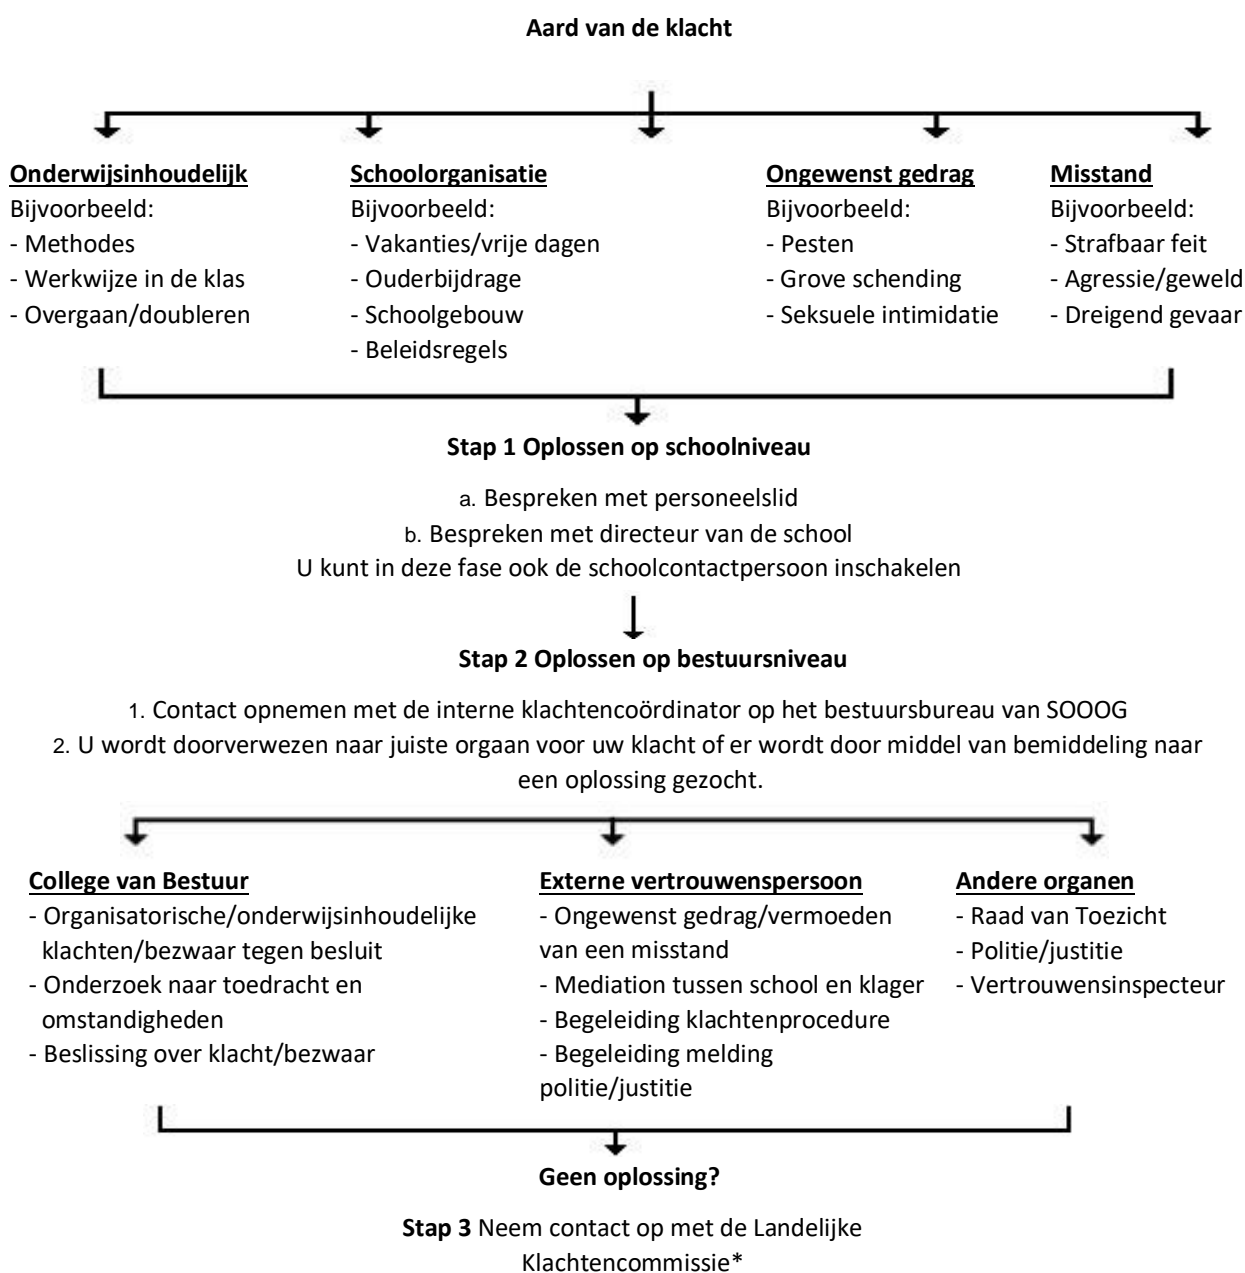 Aard van de klacht
Onderwijsinhoudelijk
Bijvoorbeeld:
- Methodes
- Werkwijze in de klas
- Overgaan/doubleren
Schoolorganisatie
Bijvoorbeeld:
- Vakanties/vrije dagen
- Ouderbijdrage
- Schoolgebouw
- Beleidsregels
Ongewenst gedrag
Bijvoorbeeld:
- Pesten
- Grove schending
- Seksuele intimidatie
Misstand
Bijvoorbeeld:
- Strafbaar feit
- Agressie/geweld
- Dreigend gevaar
Stap 1 Oplossen op schoolniveau
a. Bespreken met personeelslid
b. Bespreken met directeur van de school
U kunt in deze fase ook de schoolcontactpersoon inschakelen
Stap 2 Oplossen op bestuursniveau
1. Contact opnemen met de interne klachtencoördinator op het bestuursbureau van SOOOG
2. U wordt doorverwezen naar juiste orgaan voor uw klacht of er wordt door middel van bemiddeling naar
een oplossing gezocht.
College van Bestuur
- Organisatorische/onderwijsinhoudelijke
klachten/bezwaar tegen besluit
- Onderzoek naar toedracht en
omstandigheden
- Beslissing over klacht/bezwaar
Externe vertrouwenspersoon
- Ongewenst gedrag/vermoeden
van een misstand
- Mediation tussen school en klager
- Begeleiding klachtenprocedure
- Begeleiding melding
politie/justitie
Andere organen
- Raad van Toezicht
- Politie/justitie
- Vertrouwensinspecteur
Geen oplossing?
Stap 3 Neem contact op met de Landelijke
Klachtencommissie*